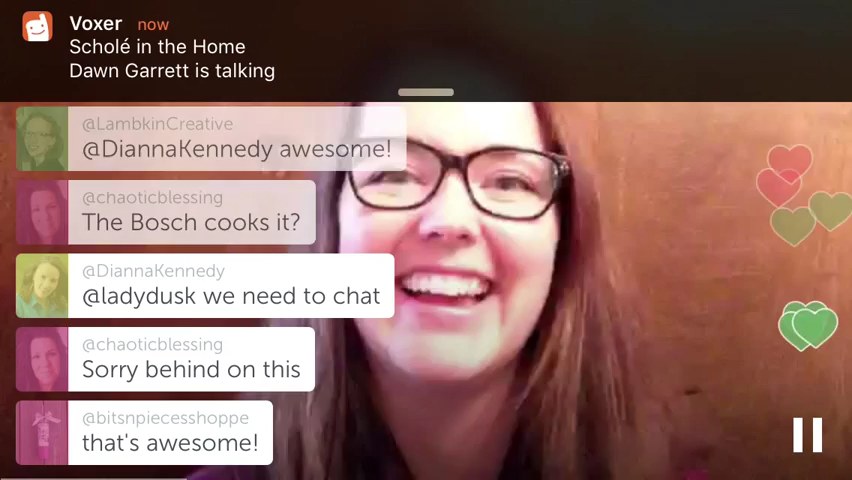 Voxer now
Scholé in the Home
Dawn Garrett is talking
@LambkinCreative
@DiannaKennedy awesome!
@chaoticblessing
The Bosch cooks it?
@DiannaKennedy
@ladydusk we need to chat
@chaoticblessing
Sorry behind on this
@bitsnpiecesshoppe
that's awesome!